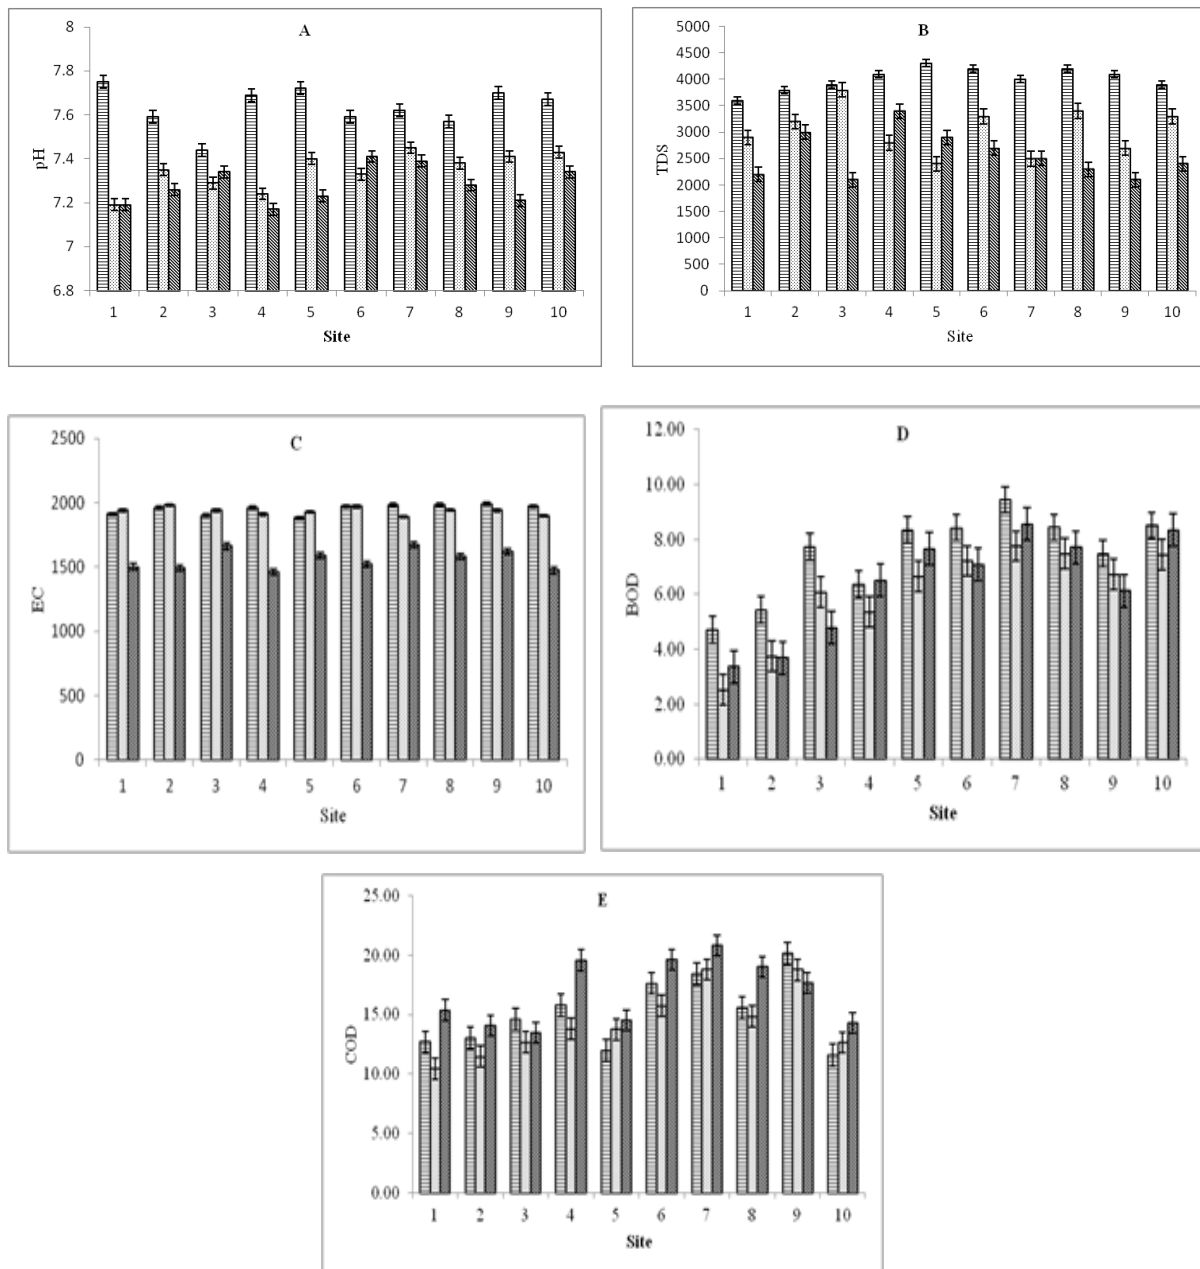 A
8
7.8
7.6
7.4
7.2
7
6.8
pH
1 2 3 4 5 6 7 8 9 10
Site
B
5000
4500
4000
3500
3000
2500
2000
1500
1000
500
0
TDS
1 2 3 4 5 6 7 8 9 10
Site
C
2500
2000
1500
1000
500
0
EC
1 2 3 4 5 6 7 8 9 10
Site
D
12.00
10.00
8.00
6.00
4.00
2.00
0.00
BOD
1 2 3 4 5 6 7 8 9 10
Site
E
25.00
20.00
15.00
10.00
5.00
0.00
COD
1 2 3 4 5 6 7 8 9 10
Site